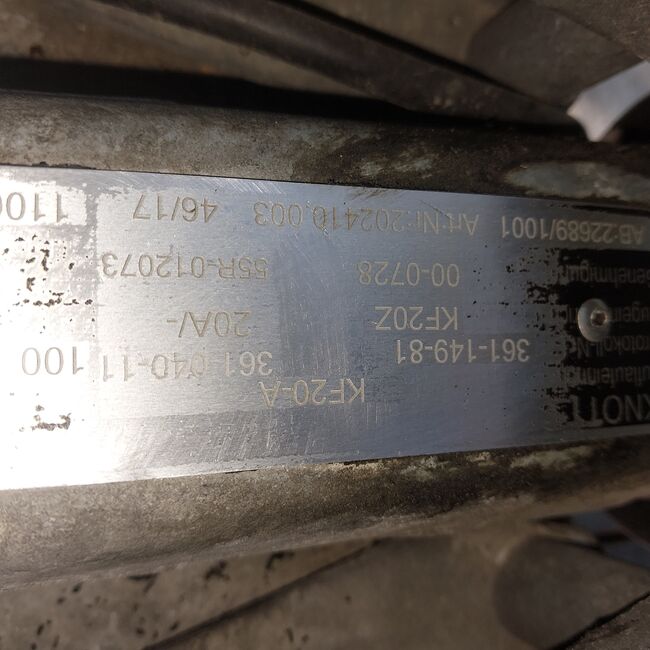 KNOTT KF20-A
361-149-81 361-040-11 100
KF20Z 20A/-
00-0728 55R-012073
AB:22689/1001 Art:Nr:202410.003 46/17